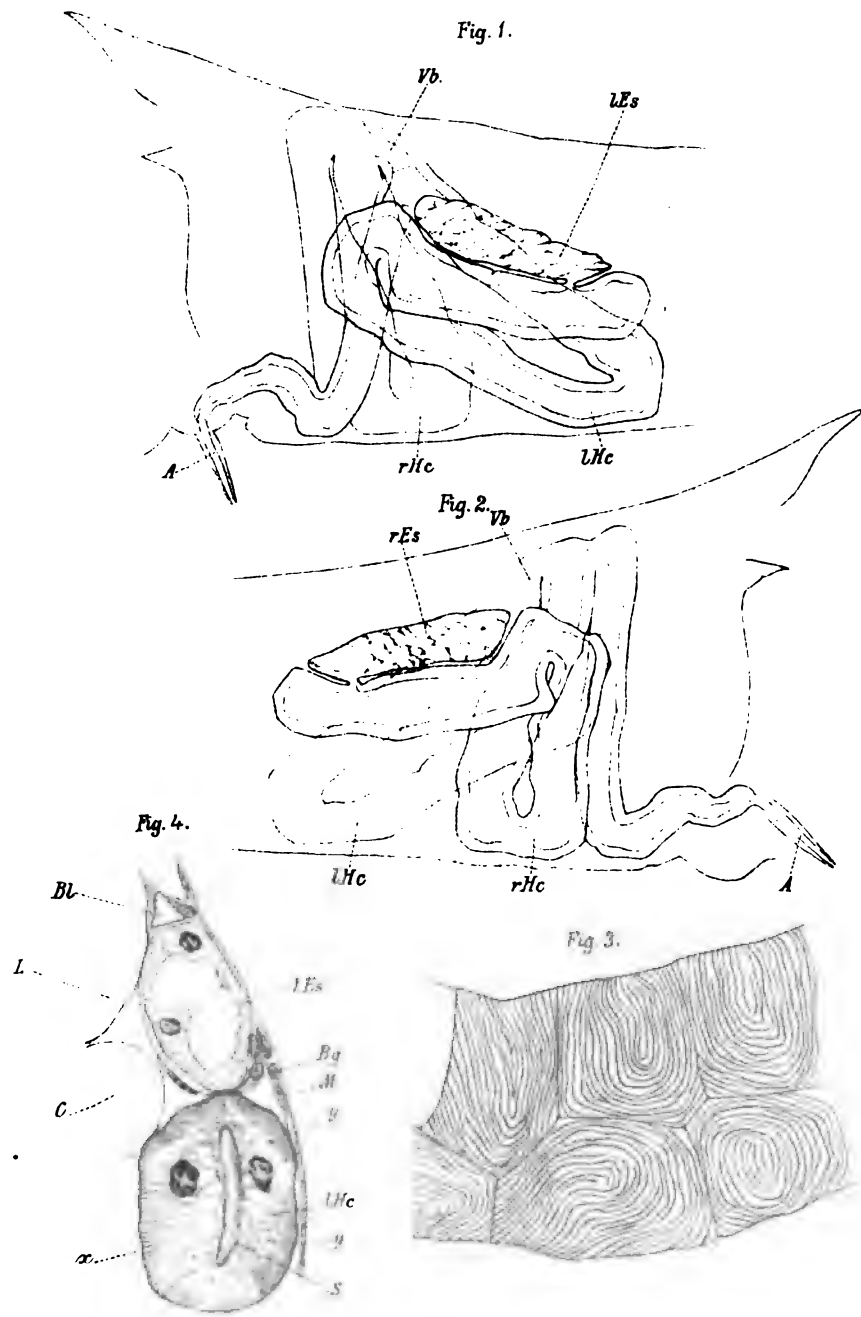 Fig. 1.
Vb.
lEs
A
rHc
lHc
Fig. 2.
Vb
rEs
lHc
rHc
A
Fig. 4.
Bl
L
C
x
lEs
Bg
M
y
lHc
y
S
Fig. 3.